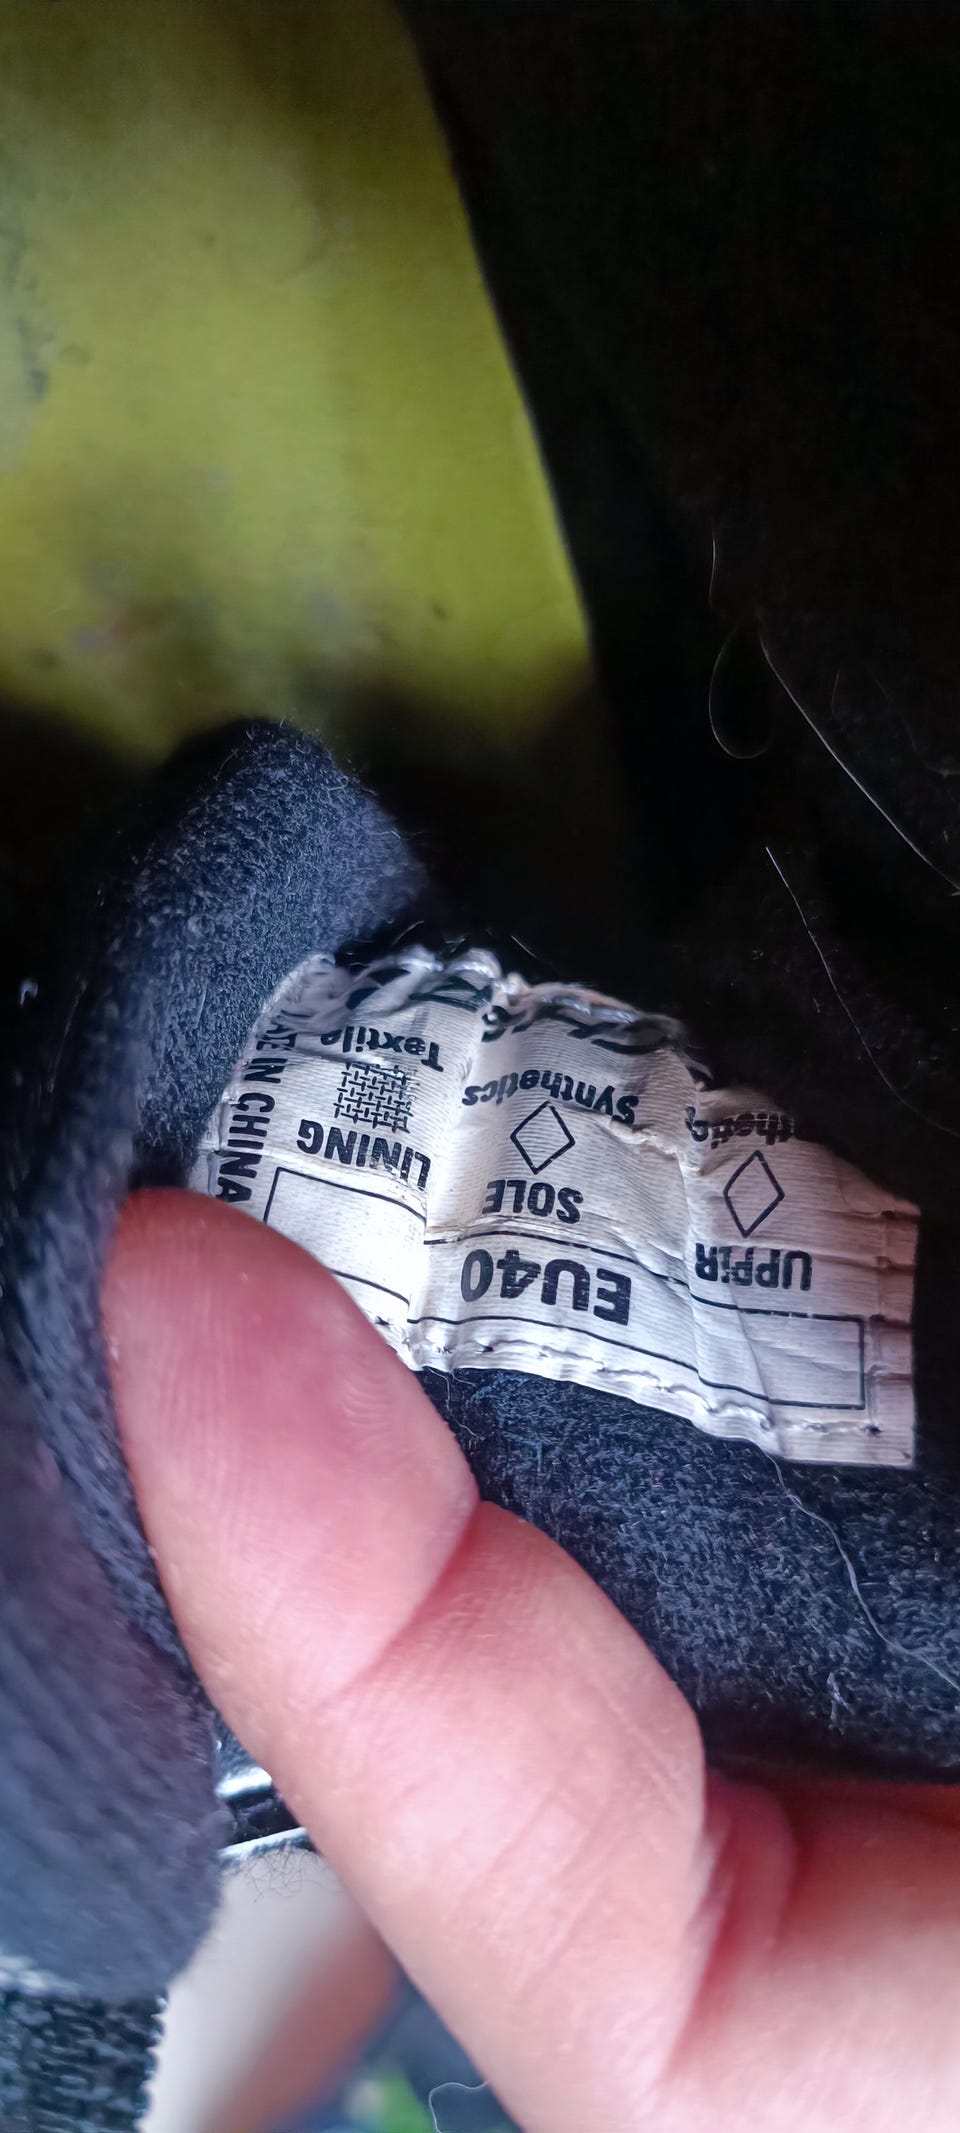 EU40
UPPER
SOLE
LINING
Synthetics
Textile
MADE IN CHINA